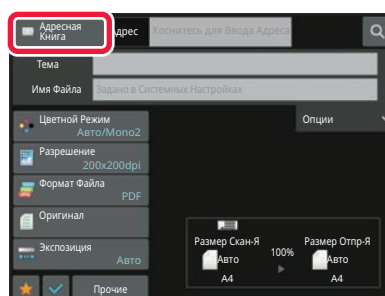 Адресная
Книга
Адрес
Коснитесь для Ввода Адреса
Тема
Имя Файла
Задано в Системных Настройках
Цветной Режим
Авто/Mono2
Опции
Разрешение
200x200dpi
Формат Файла
PDF
Оригинал
Экспозиция
Авто
Размер Скан-Я
Авто
A4
100%
Размер Отпр-Я
Авто
A4
Прочие